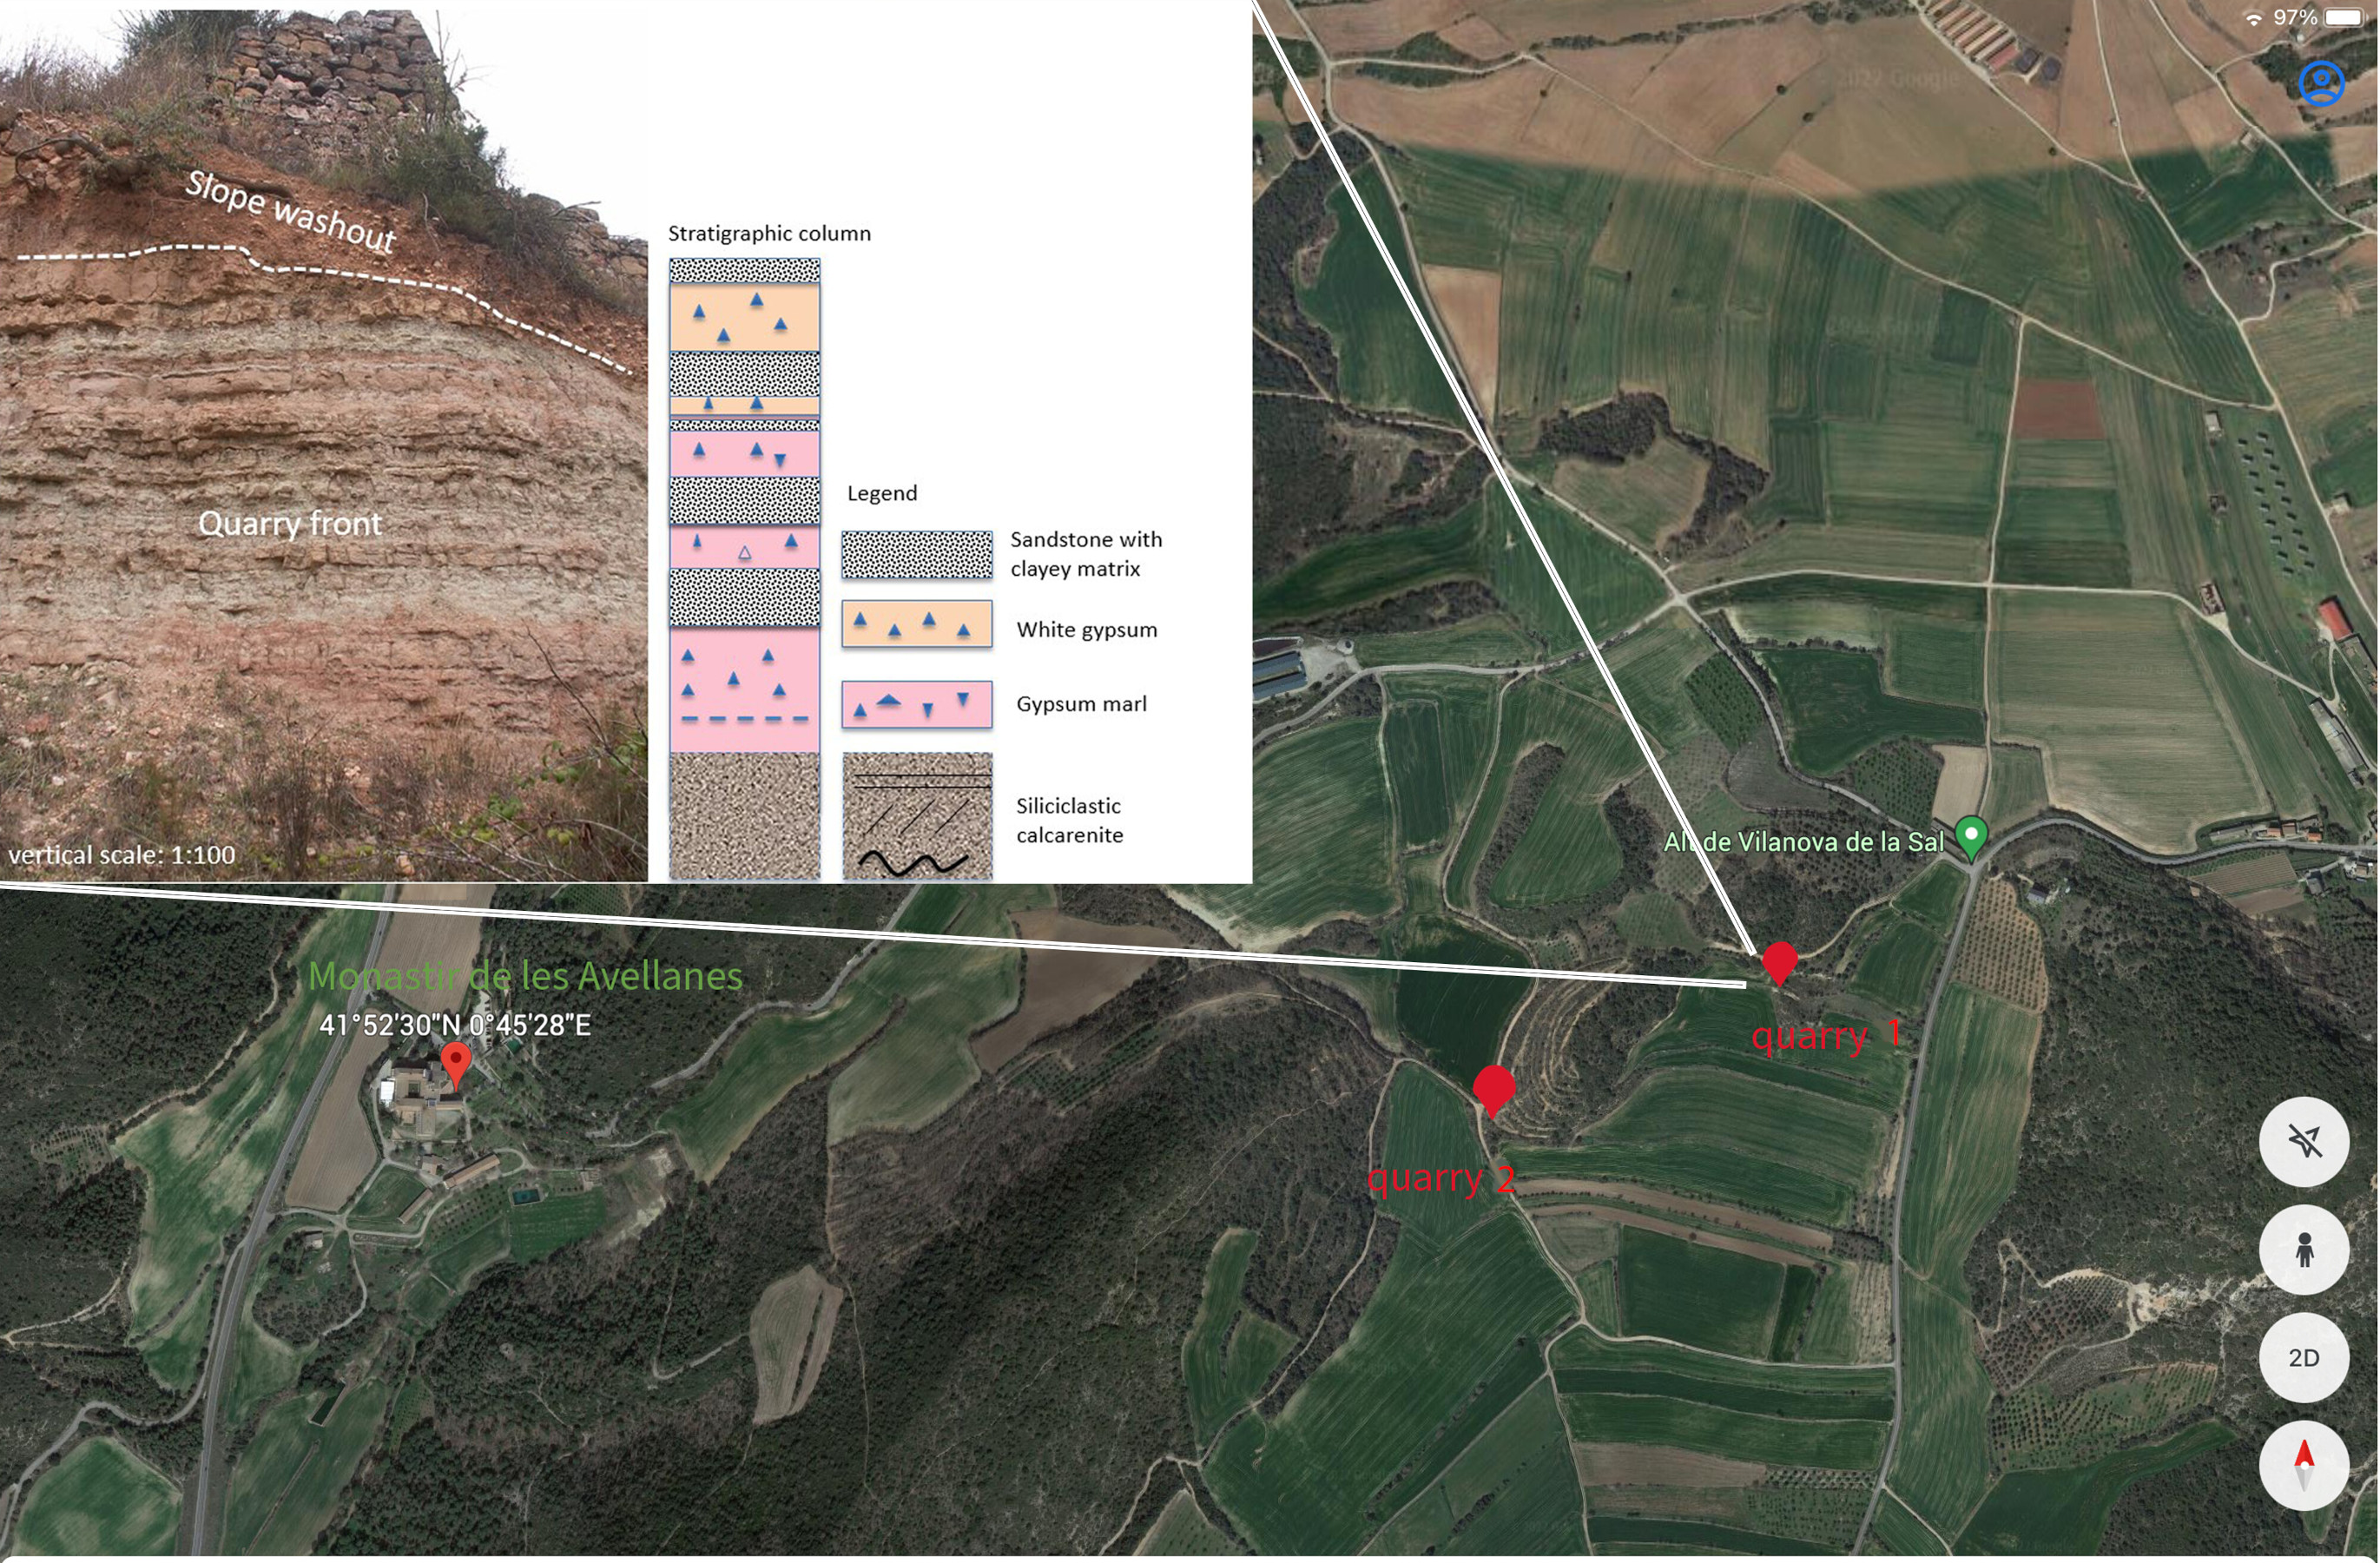 97%
2022 Google
Slope washout
Quarry front
vertical scale: 1:100
Stratigraphic column
Legend
Sandstone with
clayey matrix
White gypsum
Gypsum marl
Siliciclastic
calcarenite
Alt de Vilanova de la Sal
Monastir de les Avellanes
41°52'30"N 0°45'28"E
quarry 1
quarry 2
2D